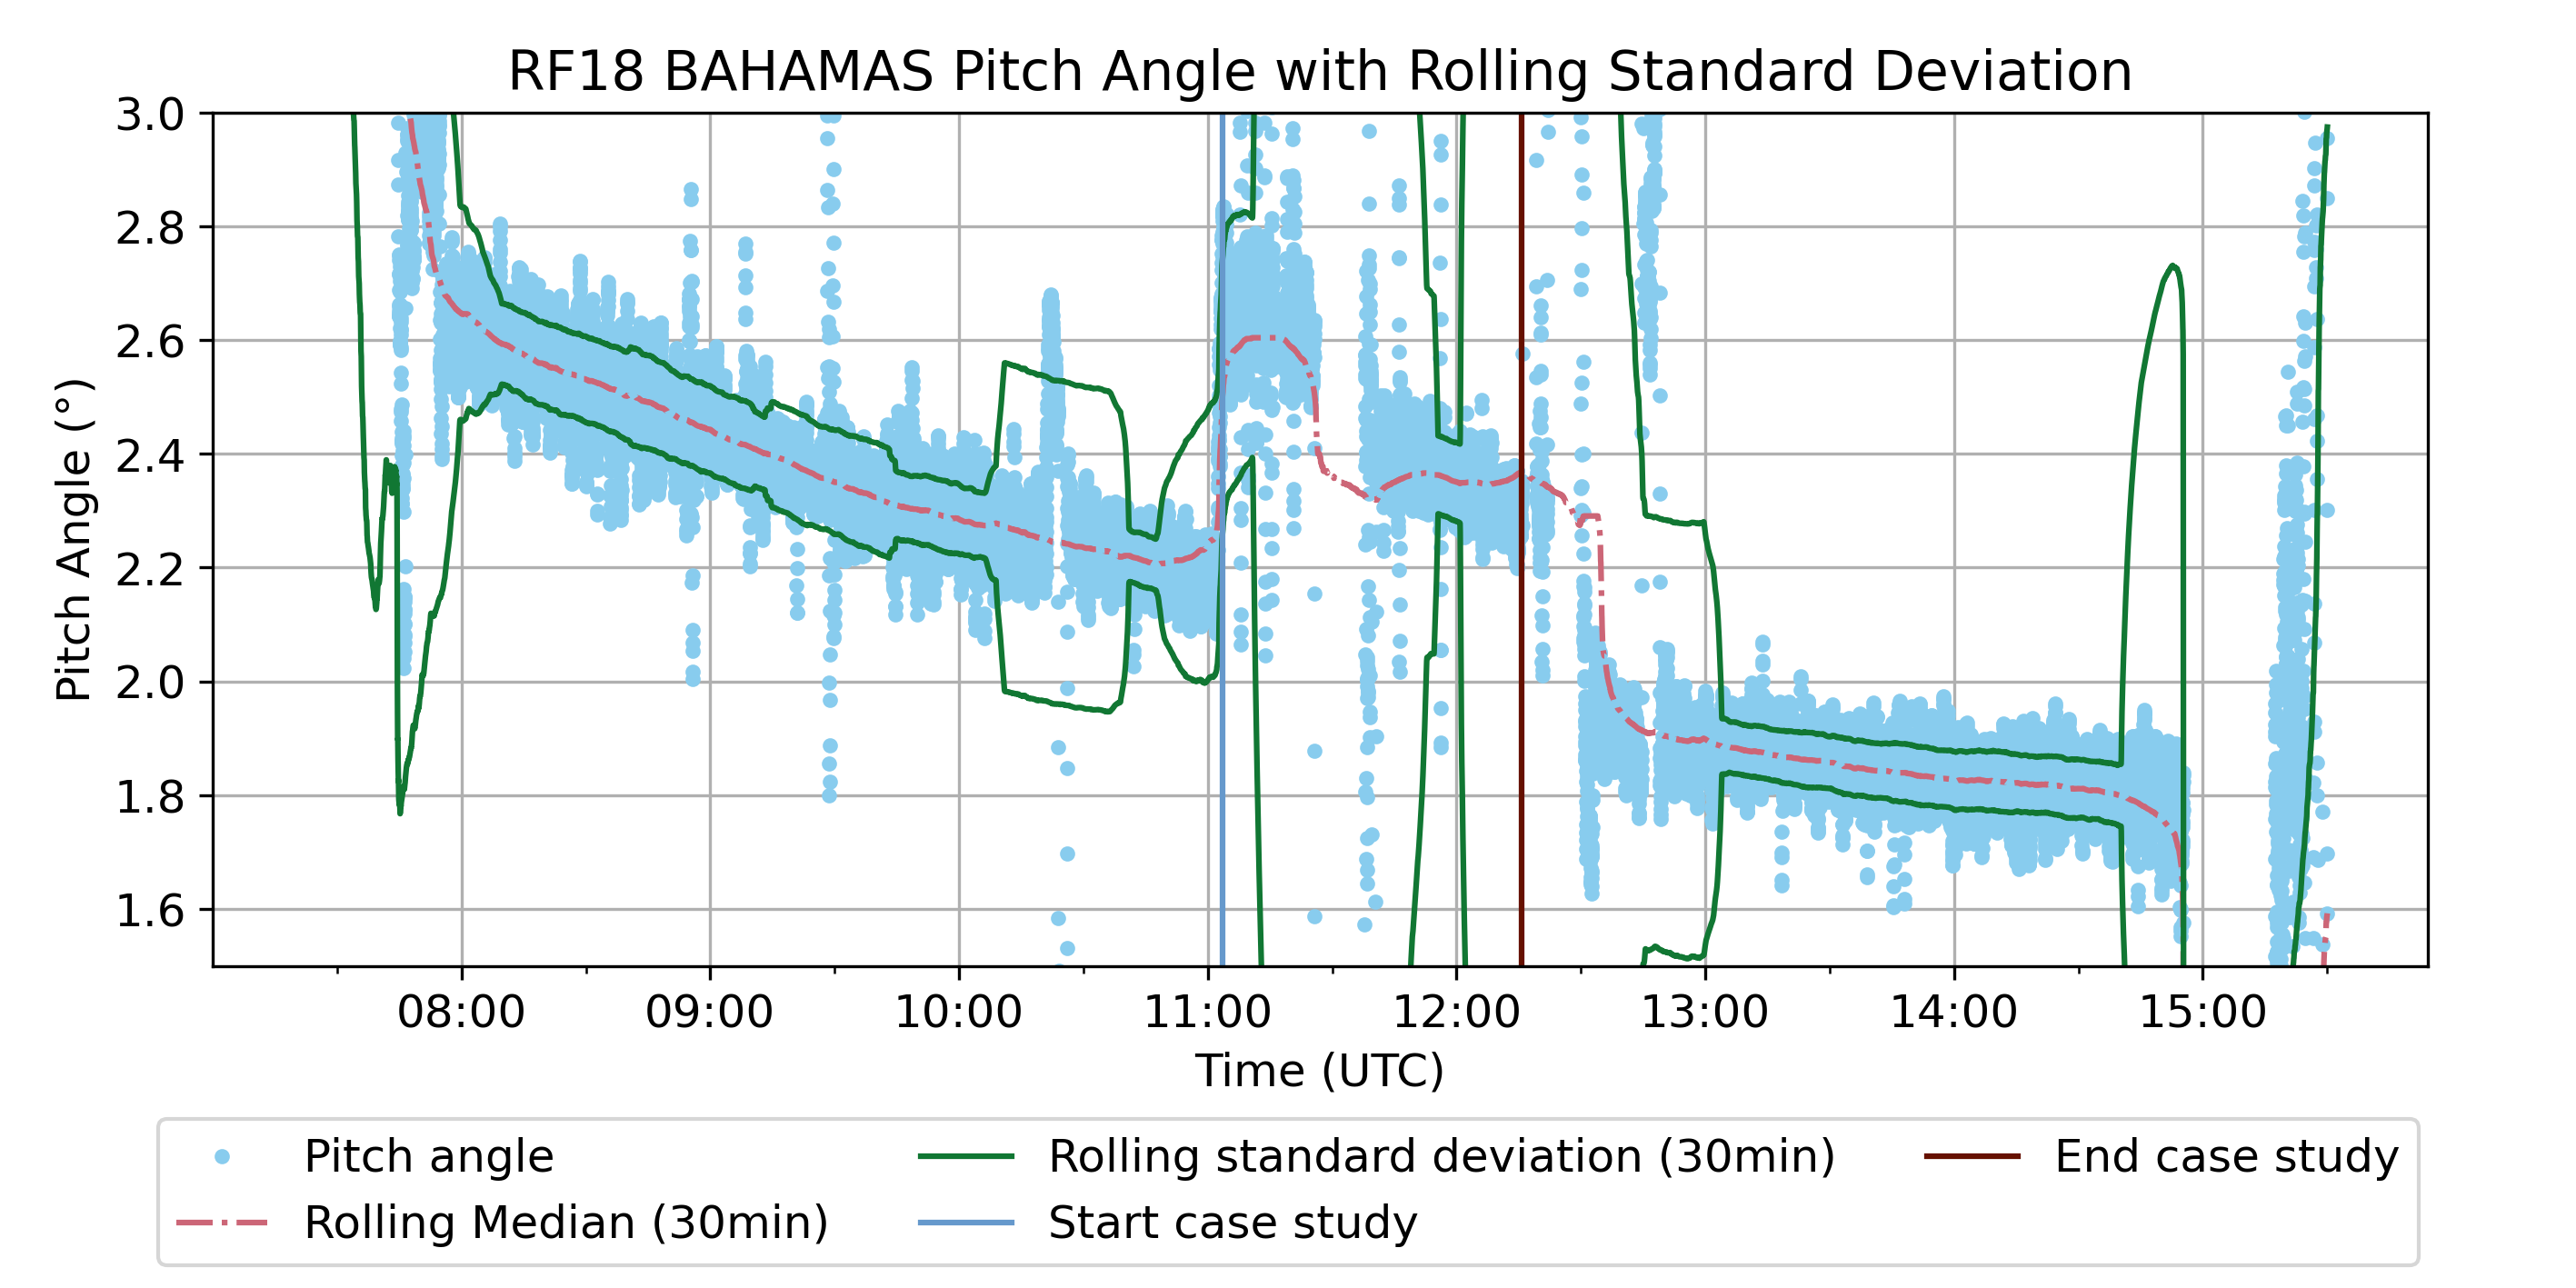 RF18 BAHAMAS Pitch Angle with Rolling Standard Deviation
Pitch Angle (°)
3.0
2.8
2.6
2.4
2.2
2.0
1.8
1.6
08:00 09:00 10:00 11:00 12:00 13:00 14:00 15:00
Time (UTC)
Pitch angle
Rolling Median (30min)
Rolling standard deviation (30min)
Start case study
End case study